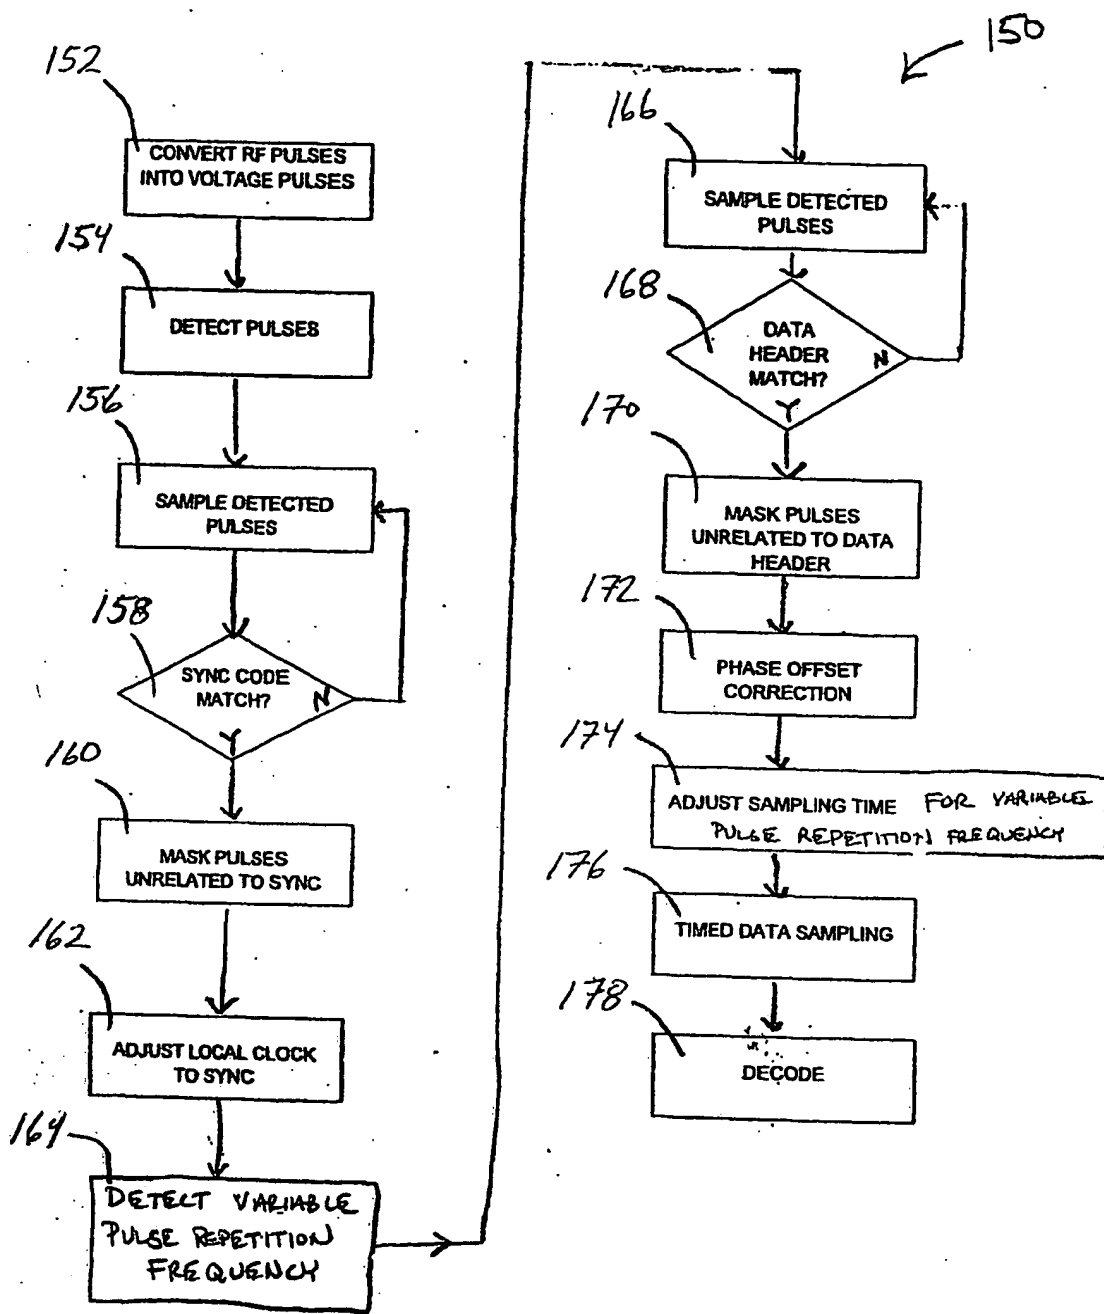 150
152
CONVERT RF PULSES
INTO VOLTAGE PULSES
154
DETECT PULSES
156
SAMPLE DETECTED
PULSES
158
SYNC CODE
MATCH?
N
Y
160
MASK PULSES
UNRELATED TO SYNC
162
ADJUST LOCAL CLOCK
TO SYNC
164
DETECT VARIABLE
PULSE REPETITION
FREQUENCY
166
SAMPLE DETECTED
PULSES
168
DATA
HEADER
MATCH?
N
Y
170
MASK PULSES
UNRELATED TO DATA
HEADER
172
PHASE OFFSET
CORRECTION
174
ADJUST SAMPLING TIME FOR VARIABLE
PULSE REPETITION FREQUENCY
176
TIMED DATA SAMPLING
178
DECODE